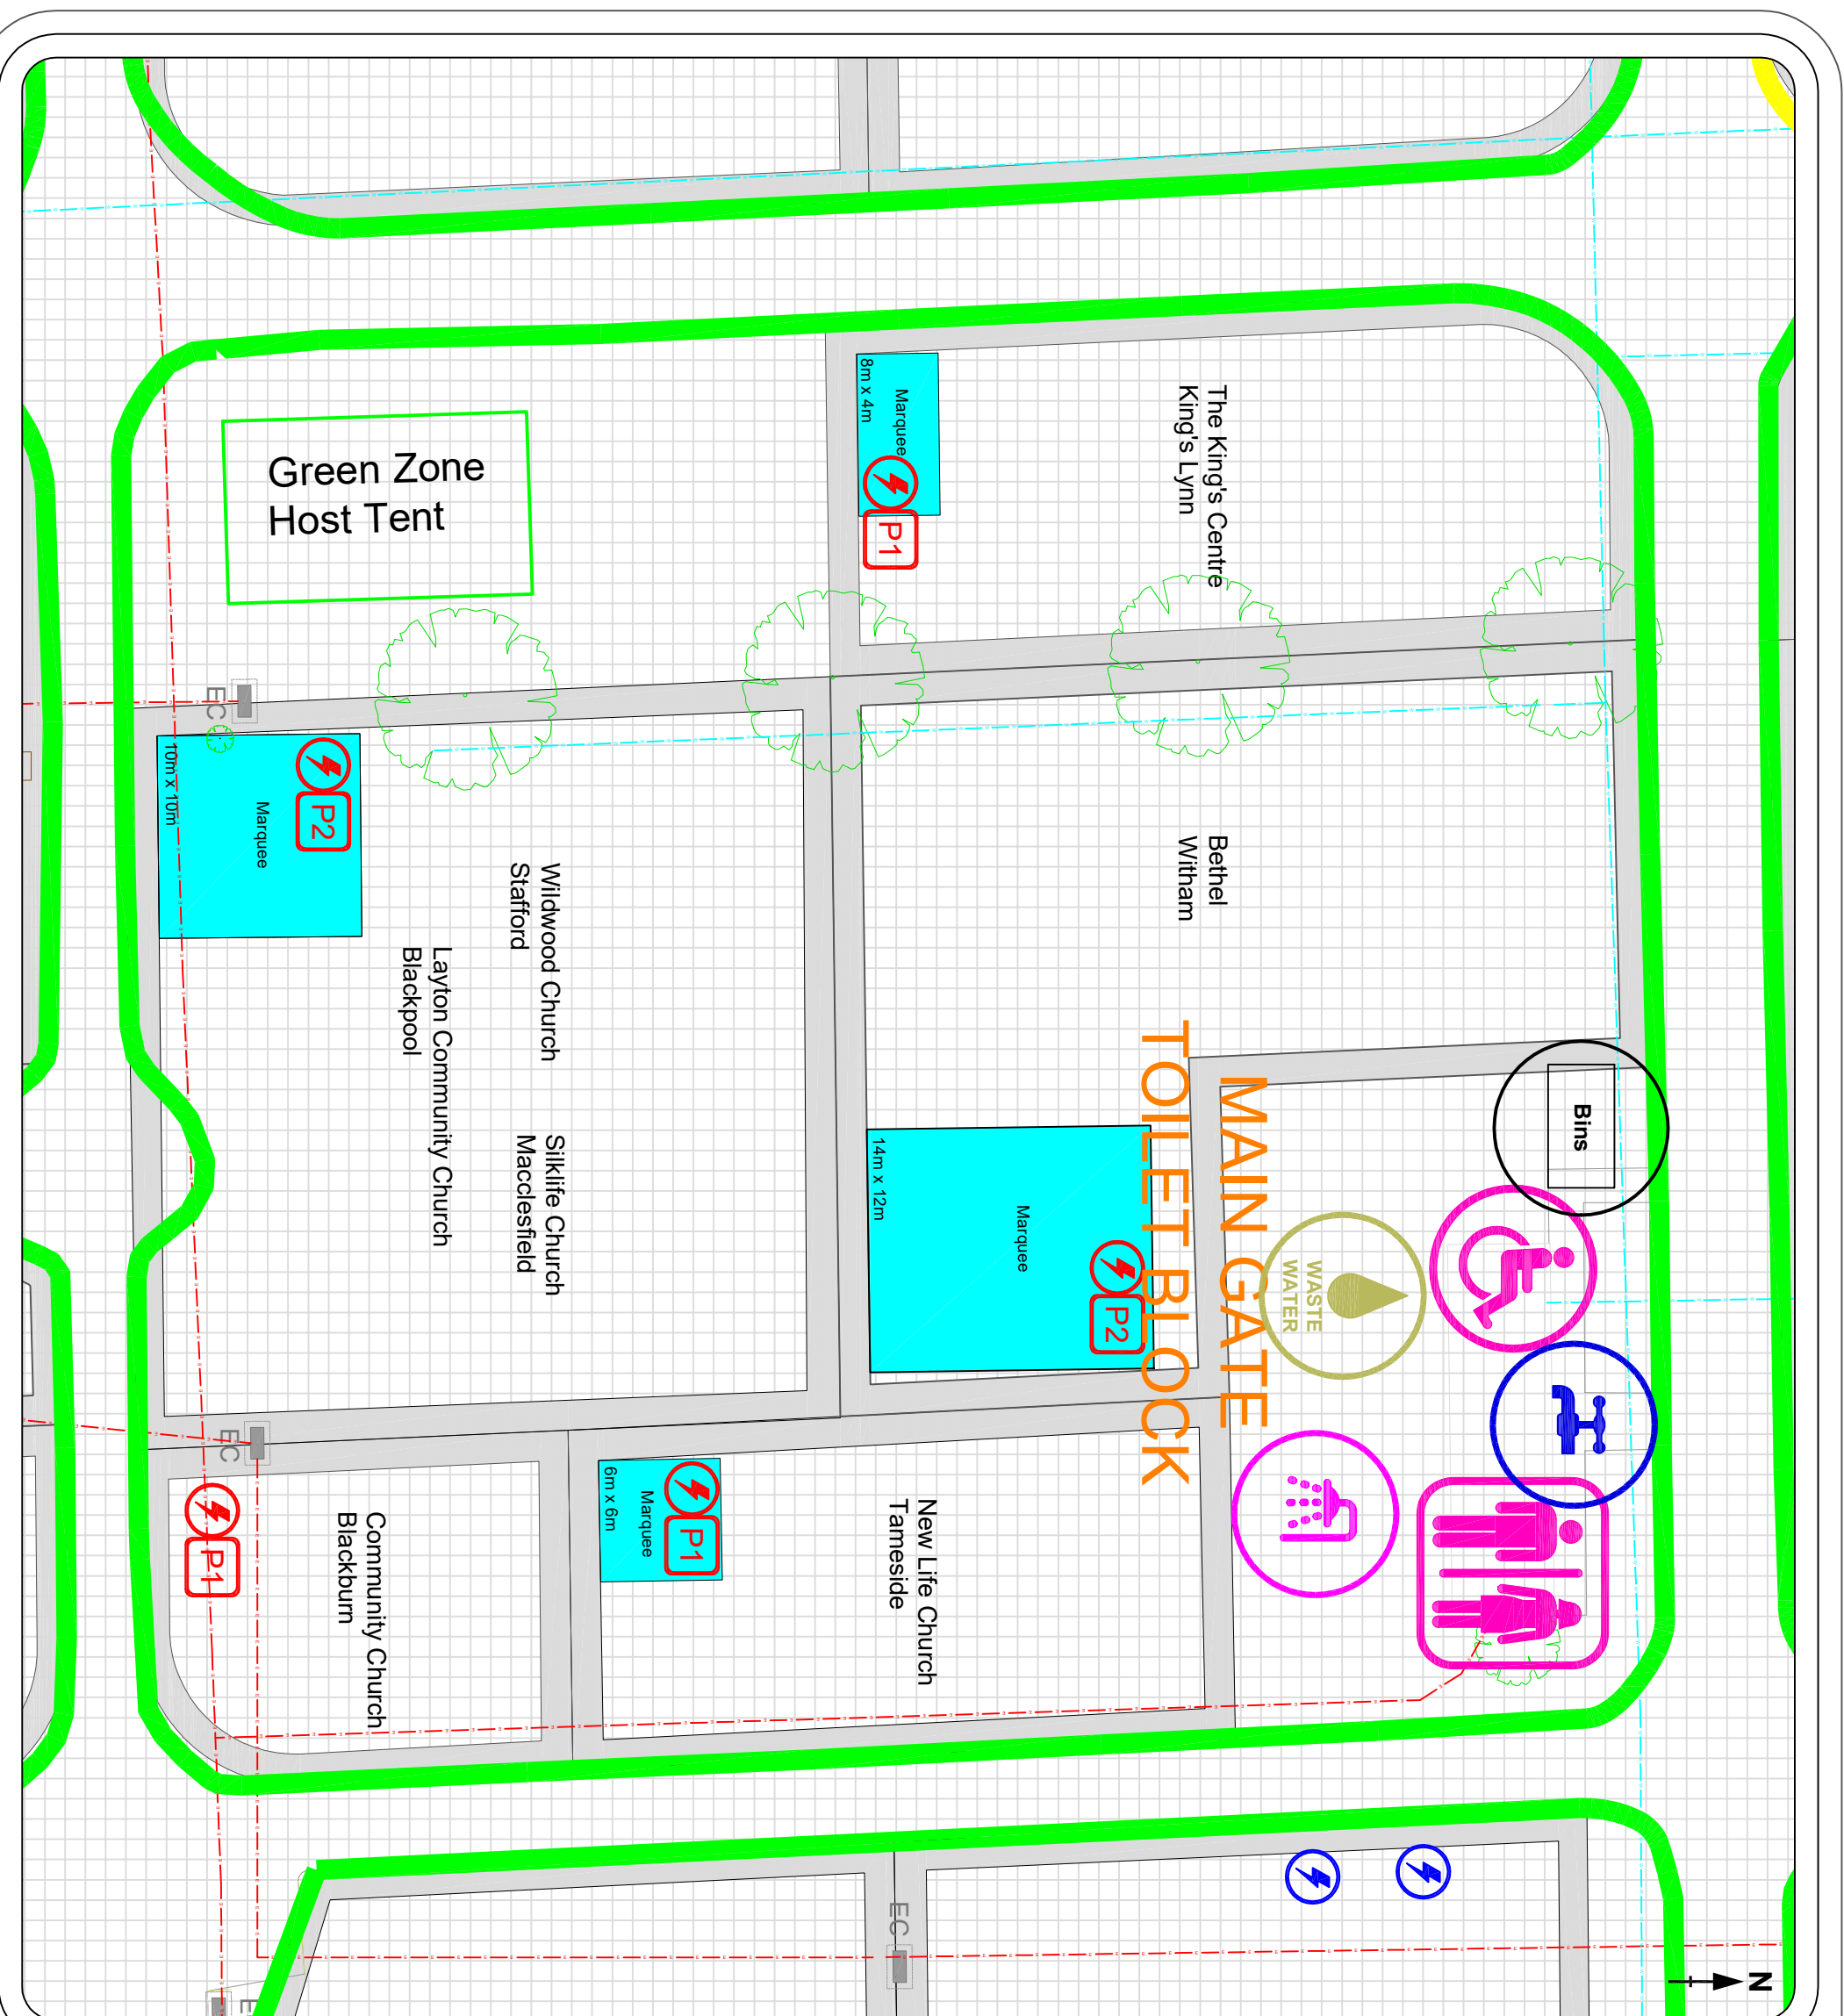 Green Zone
Host Tent
8m x 4m
Marquee
P1
The King's Centre
King's Lynn
EC
10m x 10m
Marquee
P2
Wildwood Church
Stafford
Layton Community Church
Blackpool
Silklife Church
Macclesfield
Bethel
Witham
14m x 12m
Marquee
P2
MAIN GATE
TOILET BLOCK
Bins
WASTE
WATER
EC
P1
Community Church
Blackburn
6m x 6m
Marquee
P1
New Life Church
Tameside
EC
N